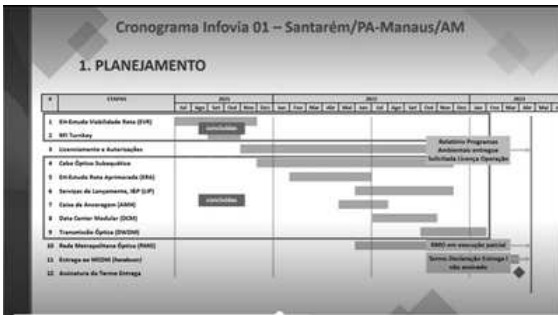 Cronograma Infovia 01 – Santarém/PA-Manaus/AM
1. PLANEJAMENTO
# ETAPAS 2021 2022 2023
Jul Ago Set Out Nov Dez Jan Fev Mar Abr Mai Jun Jul Ago Set Out Nov Dez Jan Fev Mar Abr Mai
1 EH-Estudo Viabilidade Rota (EVR)
concluídas
2 RFI Turnkey
3 Licenciamento e Autorizações
Relatório Programas
Ambientais entregue
Solicitada Licença Operação
4 Cabo Óptico Subaquático
5 EH-Estudo Rota Aprimorada (ERA)
6 Serviços de Lançamento, IEP (LIP)
7 Caixa de Ancoragem (AMH)
concluídas
8 Data Center Modular (DCM)
9 Transmissão Óptica (DWDM)
10 Rede Metropolitana Óptica (RMO)
RMO em execução parcial
11 Entrega ao MCOM (handover)
Termo Declaração Entrega I
não assinado
12 Assinatura do Termo Entrega